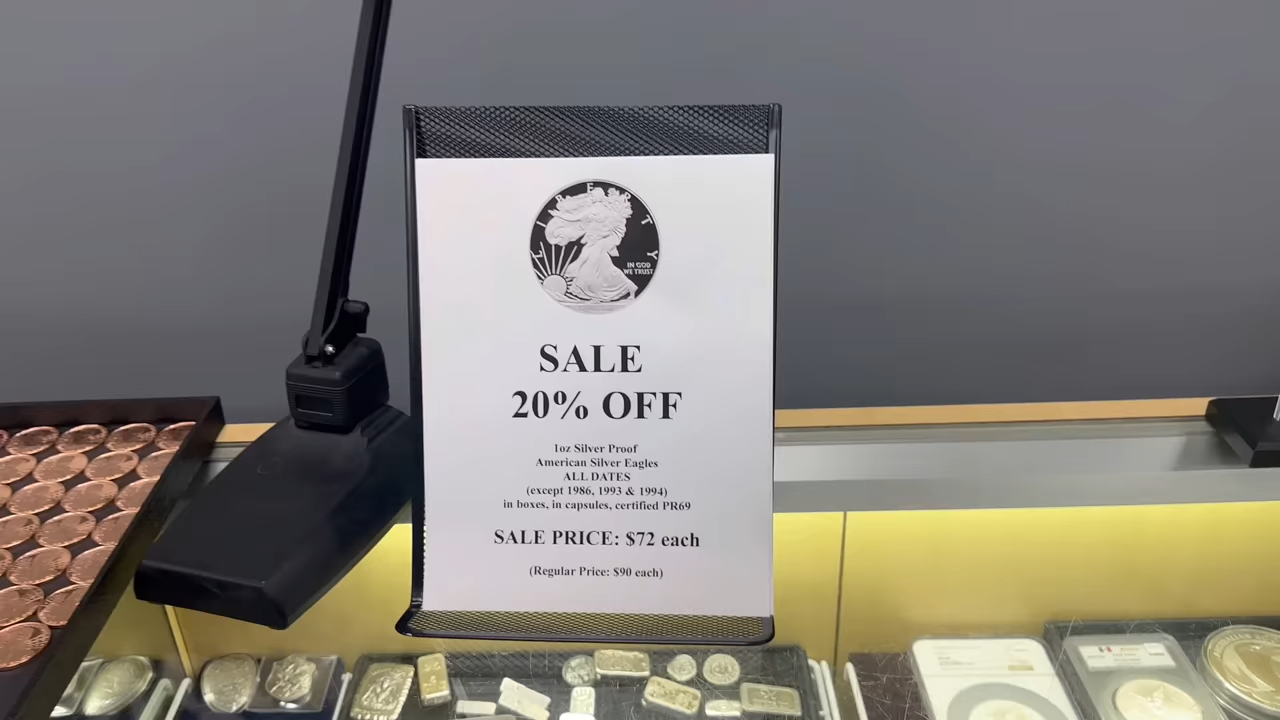 LIBERTY
IN GOD
WE TRUST
SALE
20% OFF
1oz Silver Proof
American Silver Eagles
ALL DATES
(except 1986, 1993 & 1994)
in boxes, in capsules, certified PR69
SALE PRICE: $72 each
(Regular Price: $90 each)